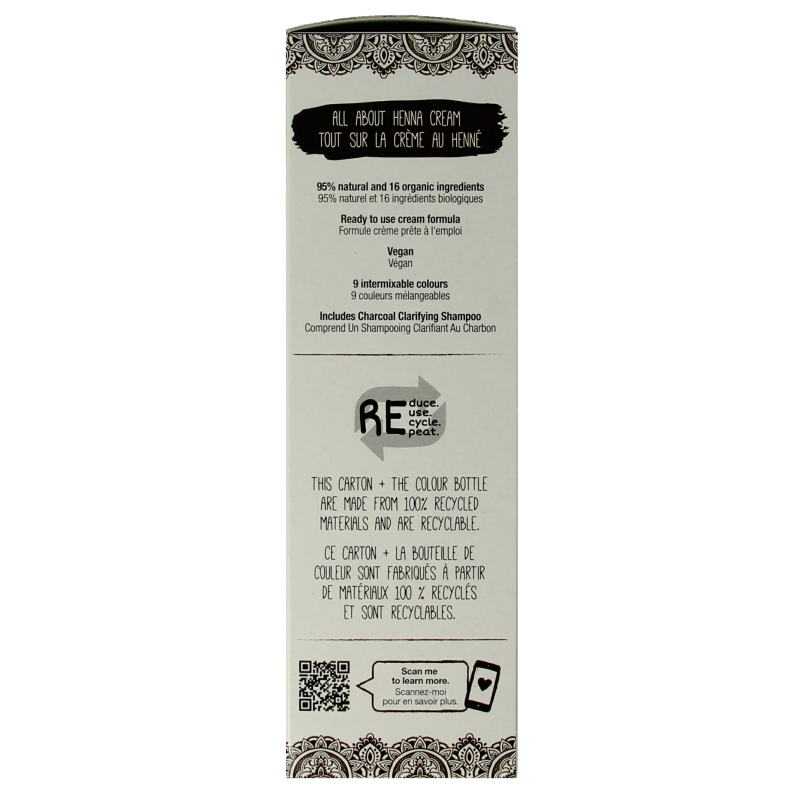 ALL ABOUT HENNA CREAM
TOUT SUR LA CRÈME AU HENNÉ
95% natural and 16 organic ingredients
95% naturel et 16 ingrédients biologiques
Ready to use cream formula
Formule crème prête à l'emploi
Vegan
Végan
9 intermixable colours
9 couleurs mélangeables
Includes Charcoal Clarifying Shampoo
Comprend Un Shampooing Clarifiant Au Charbon
RE duce.
use.
cycle.
peat.
THIS CARTON + THE COLOUR BOTTLE
ARE MADE FROM 100% RECYCLED
MATERIALS AND ARE RECYCLABLE.
CE CARTON + LA BOUTEILLE DE
COULEUR SONT FABRIQUÉS À PARTIR
DE MATÉRIAUX 100 % RECYCLÉS
ET SONT RECYCLABLES.
Scan me
to learn more.
Scannez-moi
pour en savoir plus.